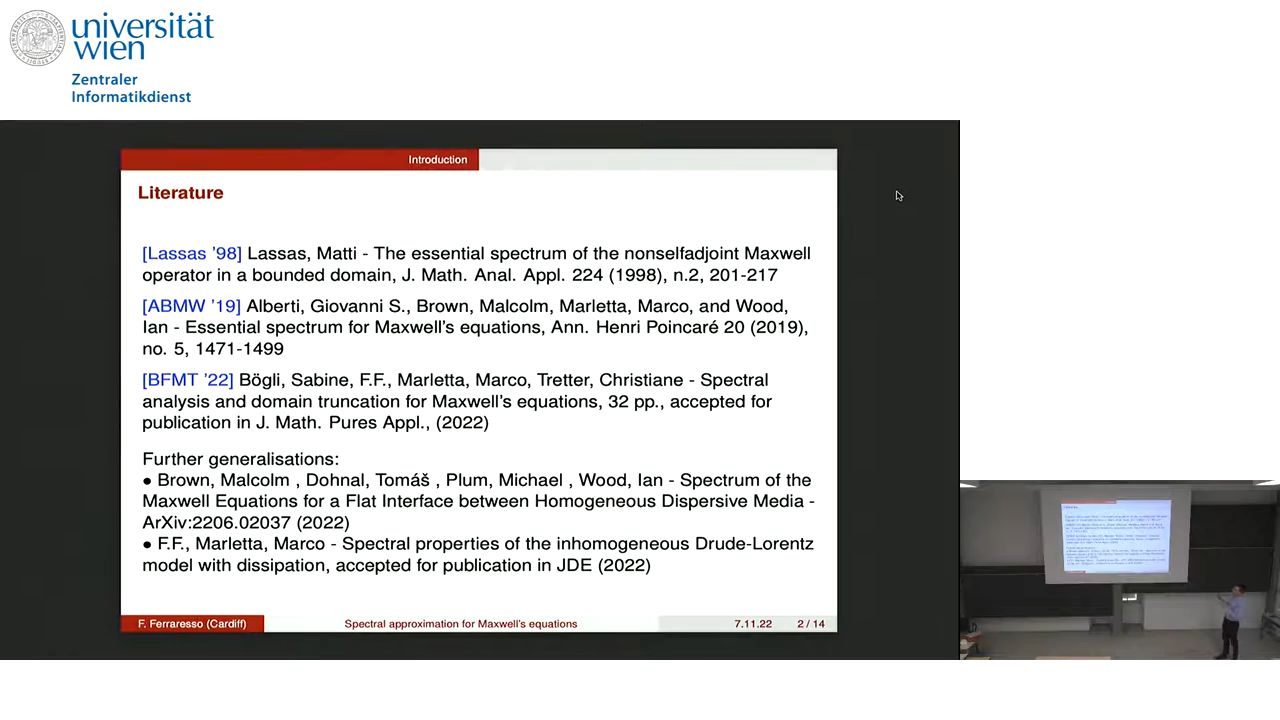 universität
wien
Zentraler
Informatikdienst
Introduction
Literature
[Lassas '98] Lassas, Matti - The essential spectrum of the nonselfadjoint Maxwell
operator in a bounded domain, J. Math. Anal. Appl. 224 (1998), n.2, 201-217
[ABMW '19] Alberti, Giovanni S., Brown, Malcolm, Marletta, Marco, and Wood,
Ian - Essential spectrum for Maxwell's equations, Ann. Henri Poincaré 20 (2019),
no. 5, 1471-1499
[BFMT '22] Bögli, Sabine, F.F., Marletta, Marco, Tretter, Christiane - Spectral
analysis and domain truncation for Maxwell's equations, 32 pp., accepted for
publication in J. Math. Pures Appl., (2022)
Further generalisations:
• Brown, Malcolm , Dohnal, Tomáš , Plum, Michael , Wood, Ian - Spectrum of the
Maxwell Equations for a Flat Interface between Homogeneous Dispersive Media -
ArXiv:2206.02037 (2022)
• F.F., Marletta, Marco - Spectral properties of the inhomogeneous Drude-Lorentz
model with dissipation, accepted for publication in JDE (2022)
F. Ferraresso (Cardiff)
Spectral approximation for Maxwell's equations
7.11.22
2 / 14